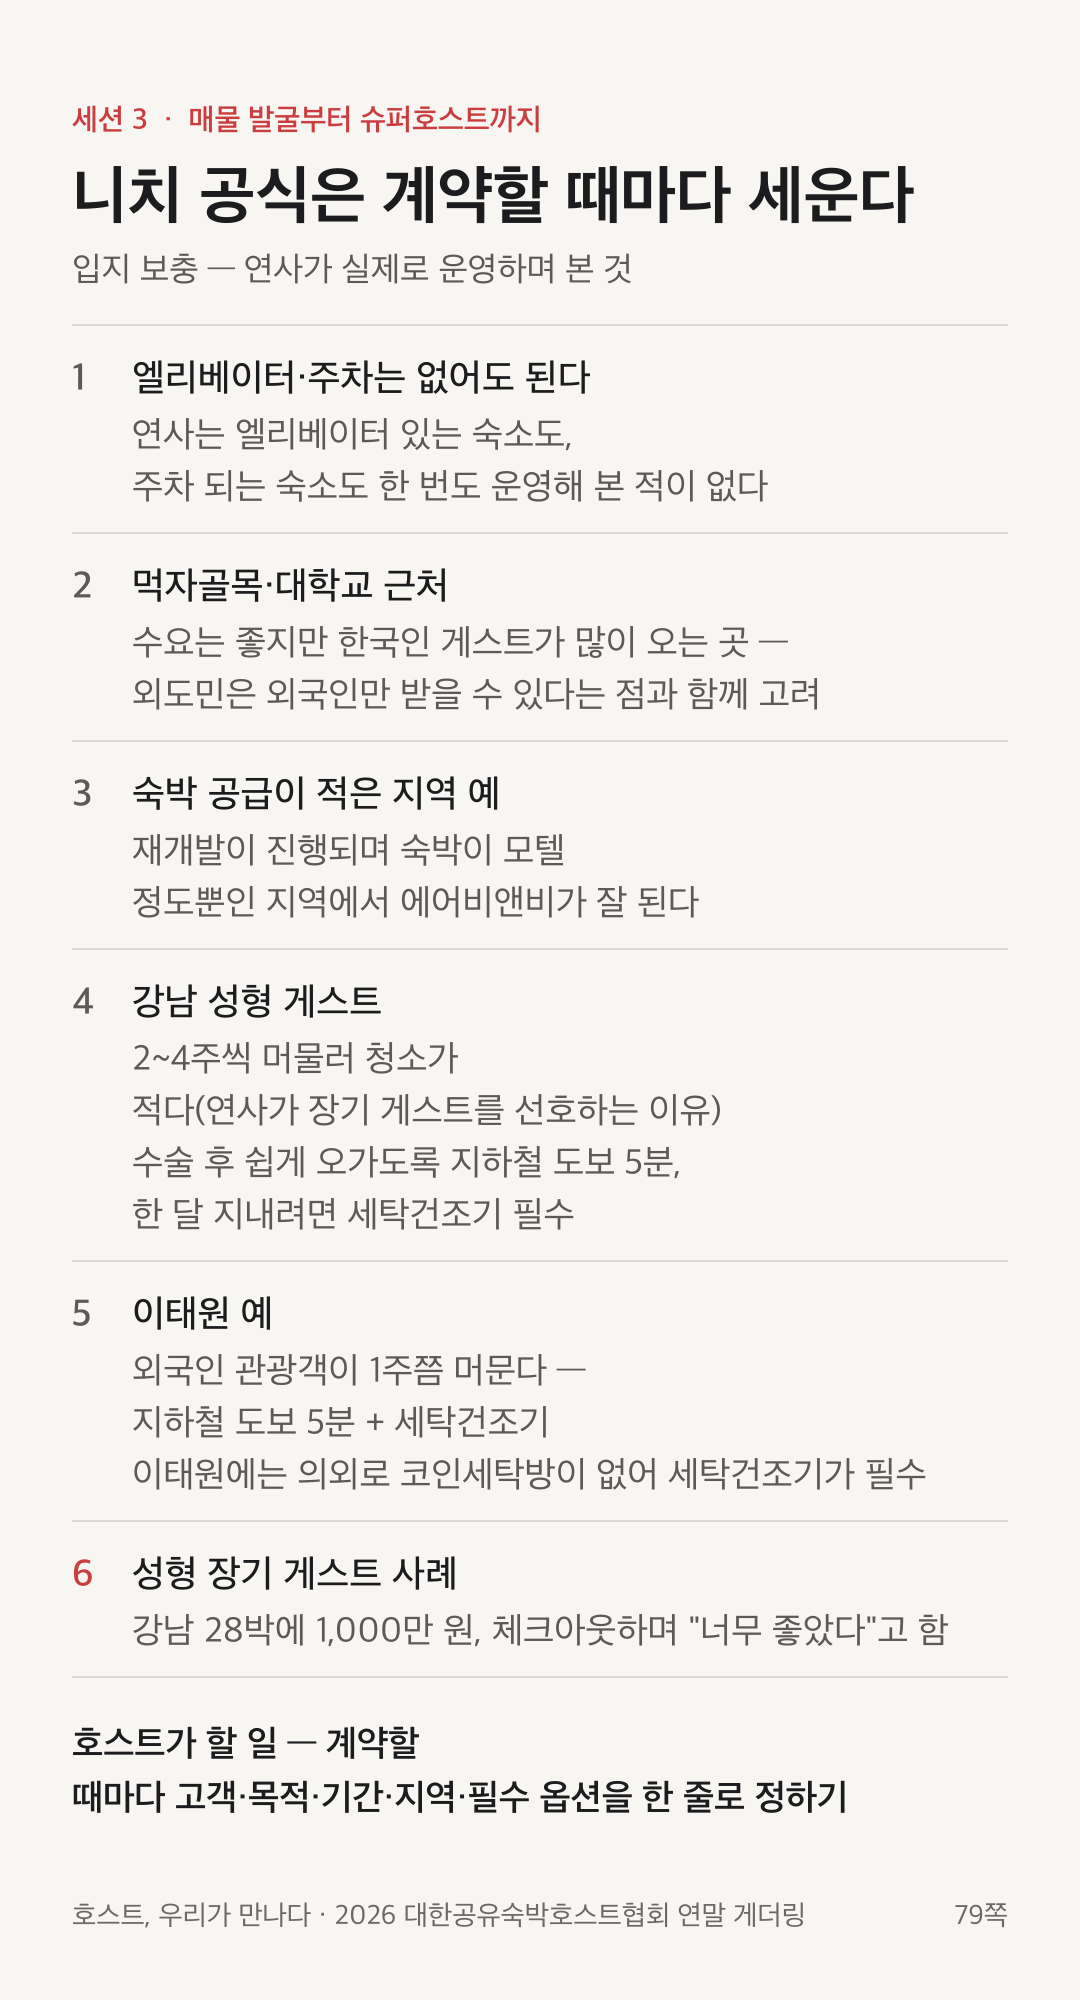 세션 3 · 매물 발굴부터 슈퍼호스트까지
니치 공식은 계약할 때마다 세운다
입지 보충 — 연사가 실제로 운영하며 본 것
1 엘리베이터·주차는 없어도 된다
연사는 엘리베이터 있는 숙소도,
주차 되는 숙소도 한 번도 운영해 본 적이 없다
2 먹자골목·대학교 근처
수요는 좋지만 한국인 게스트가 많이 오는 곳 —
외도민은 외국인만 받을 수 있다는 점과 함께 고려
3 숙박 공급이 적은 지역 예
재개발이 진행되며 숙박이 모텔
정도뿐인 지역에서 에어비앤비가 잘 된다
4 강남 성형 게스트
2~4주씩 머물러 청소가
적다(연사가 장기 게스트를 선호하는 이유)
수술 후 쉽게 오가도록 지하철 도보 5분,
한 달 지내려면 세탁건조기 필수
5 이태원 예
외국인 관광객이 1주쯤 머문다 —
지하철 도보 5분 + 세탁건조기
이태원에는 의외로 코인세탁방이 없어 세탁건조기가 필수
6 성형 장기 게스트 사례
강남 28박에 1,000만 원, 체크아웃하며 "너무 좋았다"고 함
호스트가 할 일 — 계약할
때마다 고객·목적·기간·지역·필수 옵션을 한 줄로 정하기
호스트, 우리가 만나다 · 2026 대한공유숙박호스트협회 연말 게더링 79쪽